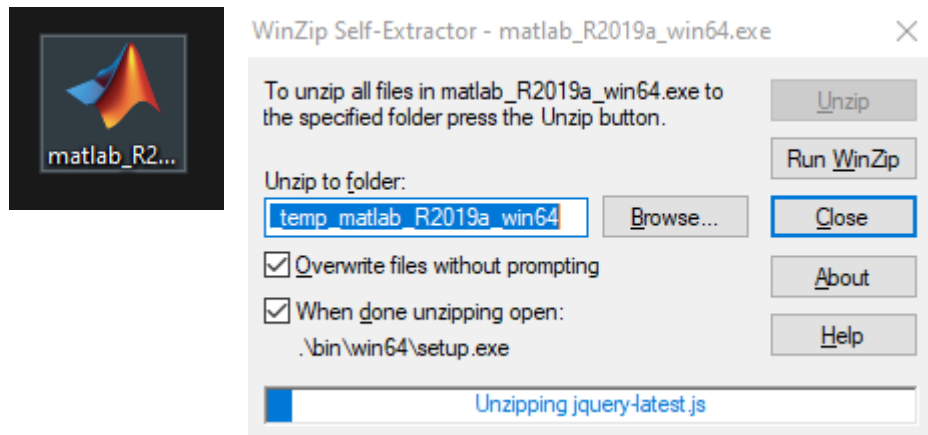 matlab_R2...
WinZip Self-Extractor - matlab_R2019a_win64.exe
To unzip all files in matlab_R2019a_win64.exe to
the specified folder press the Unzip button.
Unzip to folder:
_temp_matlab_R2019a_win64
Browse...
Overwrite files without prompting
When done unzipping open:
.\bin\win64\setup.exe
Unzip
Run WinZip
Close
About
Help
Unzipping jquery-latest.js